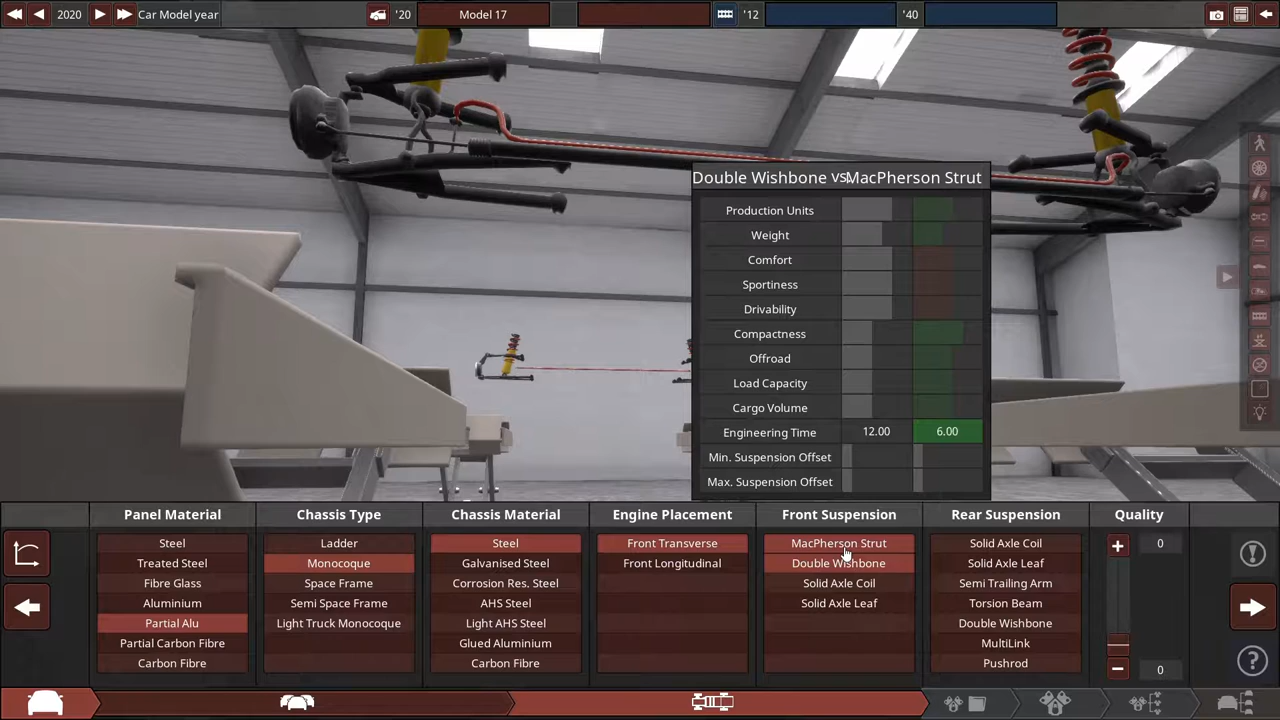 2020 Car Model year '20 Model 17 '12 '40
Double Wishbone vs. MacPherson Strut
Production Units
Weight
Comfort
Sportiness
Drivability
Compactness
Offroad
Load Capacity
Cargo Volume
Engineering Time 12.00 6.00
Min. Suspension Offset
Max. Suspension Offset
Panel Material
Steel
Treated Steel
Fibre Glass
Aluminium
Partial Alu
Partial Carbon Fibre
Carbon Fibre
Chassis Type
Ladder
Monocoque
Space Frame
Semi Space Frame
Light Truck Monocoque
Chassis Material
Steel
Galvanised Steel
Corrosion Res. Steel
AHS Steel
Light AHS Steel
Glued Aluminium
Carbon Fibre
Engine Placement
Front Transverse
Front Longitudinal
Front Suspension
MacPherson Strut
Double Wishbone
Solid Axle Coil
Solid Axle Leaf
Rear Suspension
Solid Axle Coil
Solid Axle Leaf
Semi Trailing Arm
Torsion Beam
Double Wishbone
MultiLink
Pushrod
Quality
+ 0
- 0